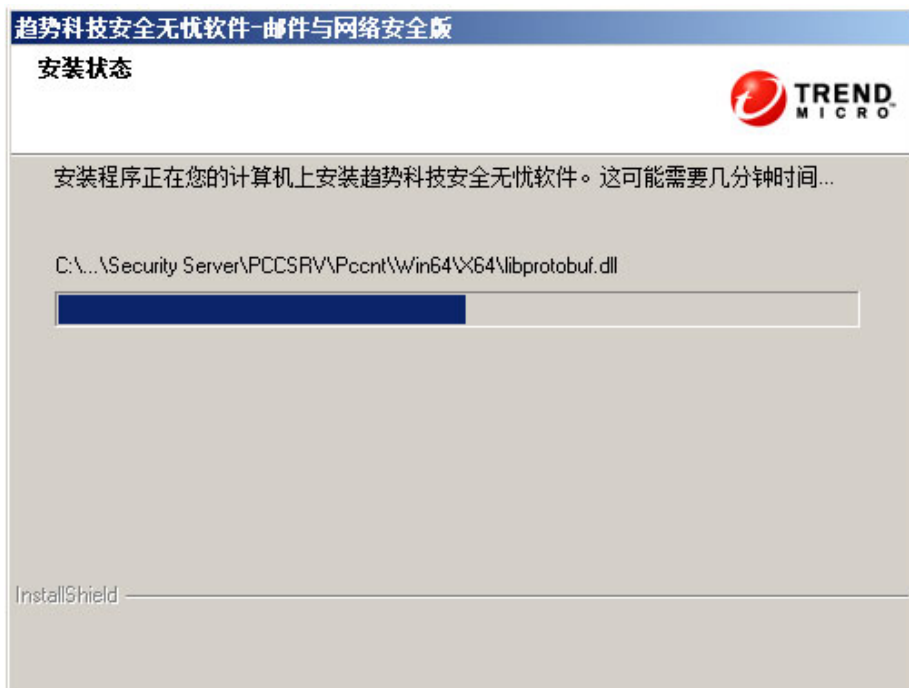 趋势科技安全无忧软件-邮件与网络安全版
安装状态
TREND
MICRO
安装程序正在您的计算机上安装趋势科技安全无忧软件。这可能需要几分钟时间...
C:\...\Security Server\PCCSRV\Pccnt\Win64\X64\libprotobuf.dll
InstallShield